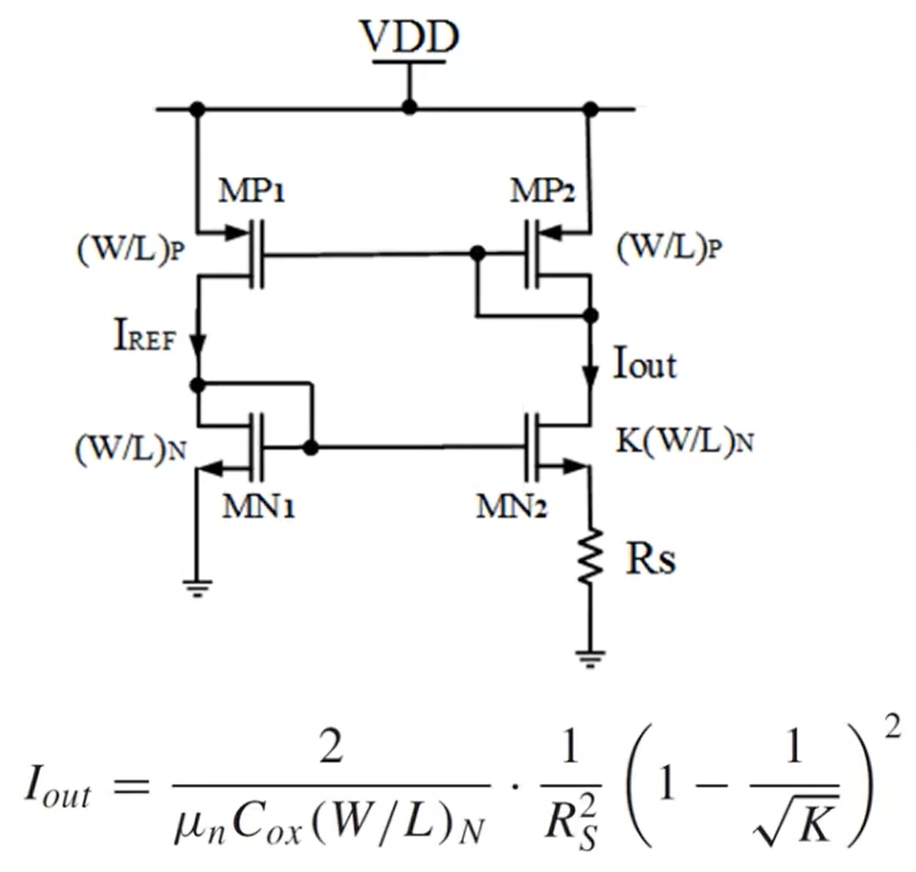 VDD
MP1 MP2
(W/L)P (W/L)P
IREF Iout
(W/L)N K(W/L)N
MN1 MN2
Rs
I_{out} = \frac{2}{\mu_n C_{ox}(W/L)_N} \cdot \frac{1}{R_S^2} \left(1 - \frac{1}{\sqrt{K}}\right)^2